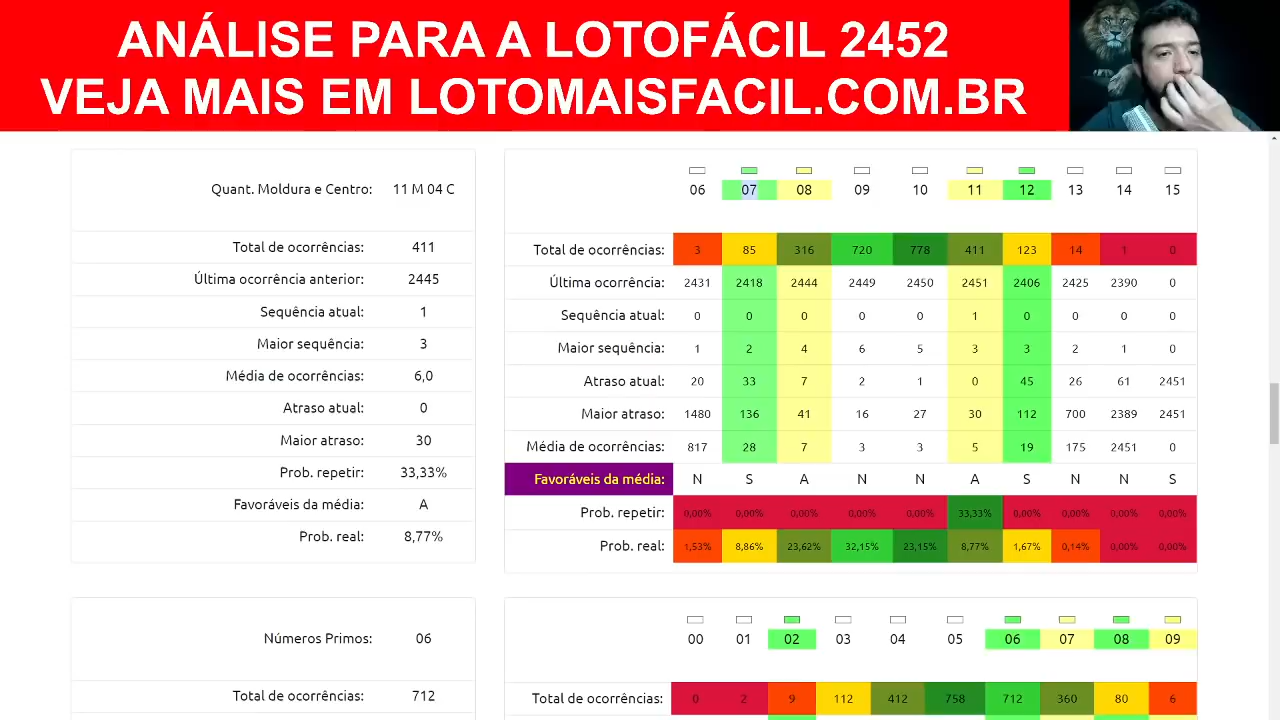 ANÁLISE PARA A LOTOFÁCIL 2452
VEJA MAIS EM LOTOMAISFACIL.COM.BR
Quant. Moldura e Centro: 11 M 04 C
Total de ocorrências: 411
Última ocorrência anterior: 2445
Sequência atual: 1
Maior sequência: 3
Média de ocorrências: 6,0
Atraso atual: 0
Maior atraso: 30
Prob. repetir: 33,33%
Favoráveis da média: A
Prob. real: 8,77%
06 07 08 09 10 11 12 13 14 15
Total de ocorrências: 3 85 316 720 778 411 123 14 1 0
Última ocorrência: 2431 2418 2444 2449 2450 2451 2406 2425 2390 0
Sequência atual: 0 0 0 0 0 1 0 0 0 0
Maior sequência: 1 2 4 6 5 3 3 2 1 0
Atraso atual: 20 33 7 2 1 0 45 26 61 2451
Maior atraso: 1480 136 41 16 27 30 112 700 2389 2451
Média de ocorrências: 817 28 7 3 3 5 19 175 2451 0
Favoráveis da média: N S A N N A S N N S
Prob. repetir: 0,00% 0,00% 0,00% 0,00% 0,00% 33,33% 0,00% 0,00% 0,00% 0,00%
Prob. real: 1,53% 8,86% 23,62% 32,15% 23,15% 8,77% 1,67% 0,14% 0,00% 0,00%
Números Primos: 06
Total de ocorrências: 712
00 01 02 03 04 05 06 07 08 09
Total de ocorrências: 0 2 9 112 412 758 712 360 80 6